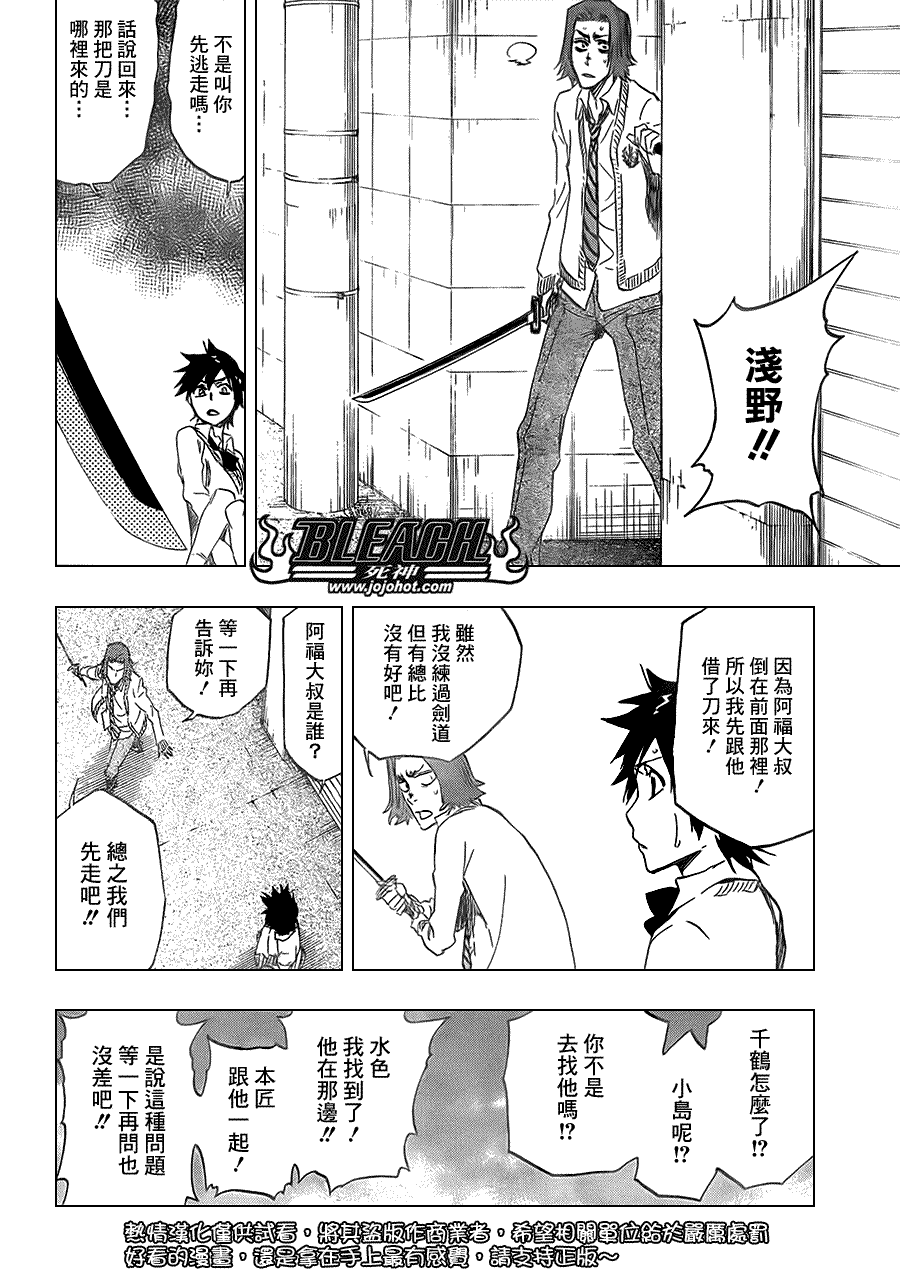 淺野!!
不是叫你
先逃走嗎…
話說回來…
那把刀是
哪裡來的…
BLEACH
死神
www.jojohot.com
因為阿福大叔
倒在前面那裡!
所以我先跟他
借了刀來!
雖然
我沒練過劍道
但有總比
沒有好吧!
阿福大叔是誰?
等一下再
告訴妳!
總之我們
先走吧!!
千鶴怎麼了!?
小島呢!?
你不是
去找他嗎!?
水色
我找到了!
他在那邊!!
本匠
跟他一起!
是說這種問題
等一下再問也
沒差吧!!
熱情漢化僅供試看,將其盜版作商業者,希望相關單位給於嚴厲處罰
好看的漫畫,還是拿在手上最有感覺,請支持正版~